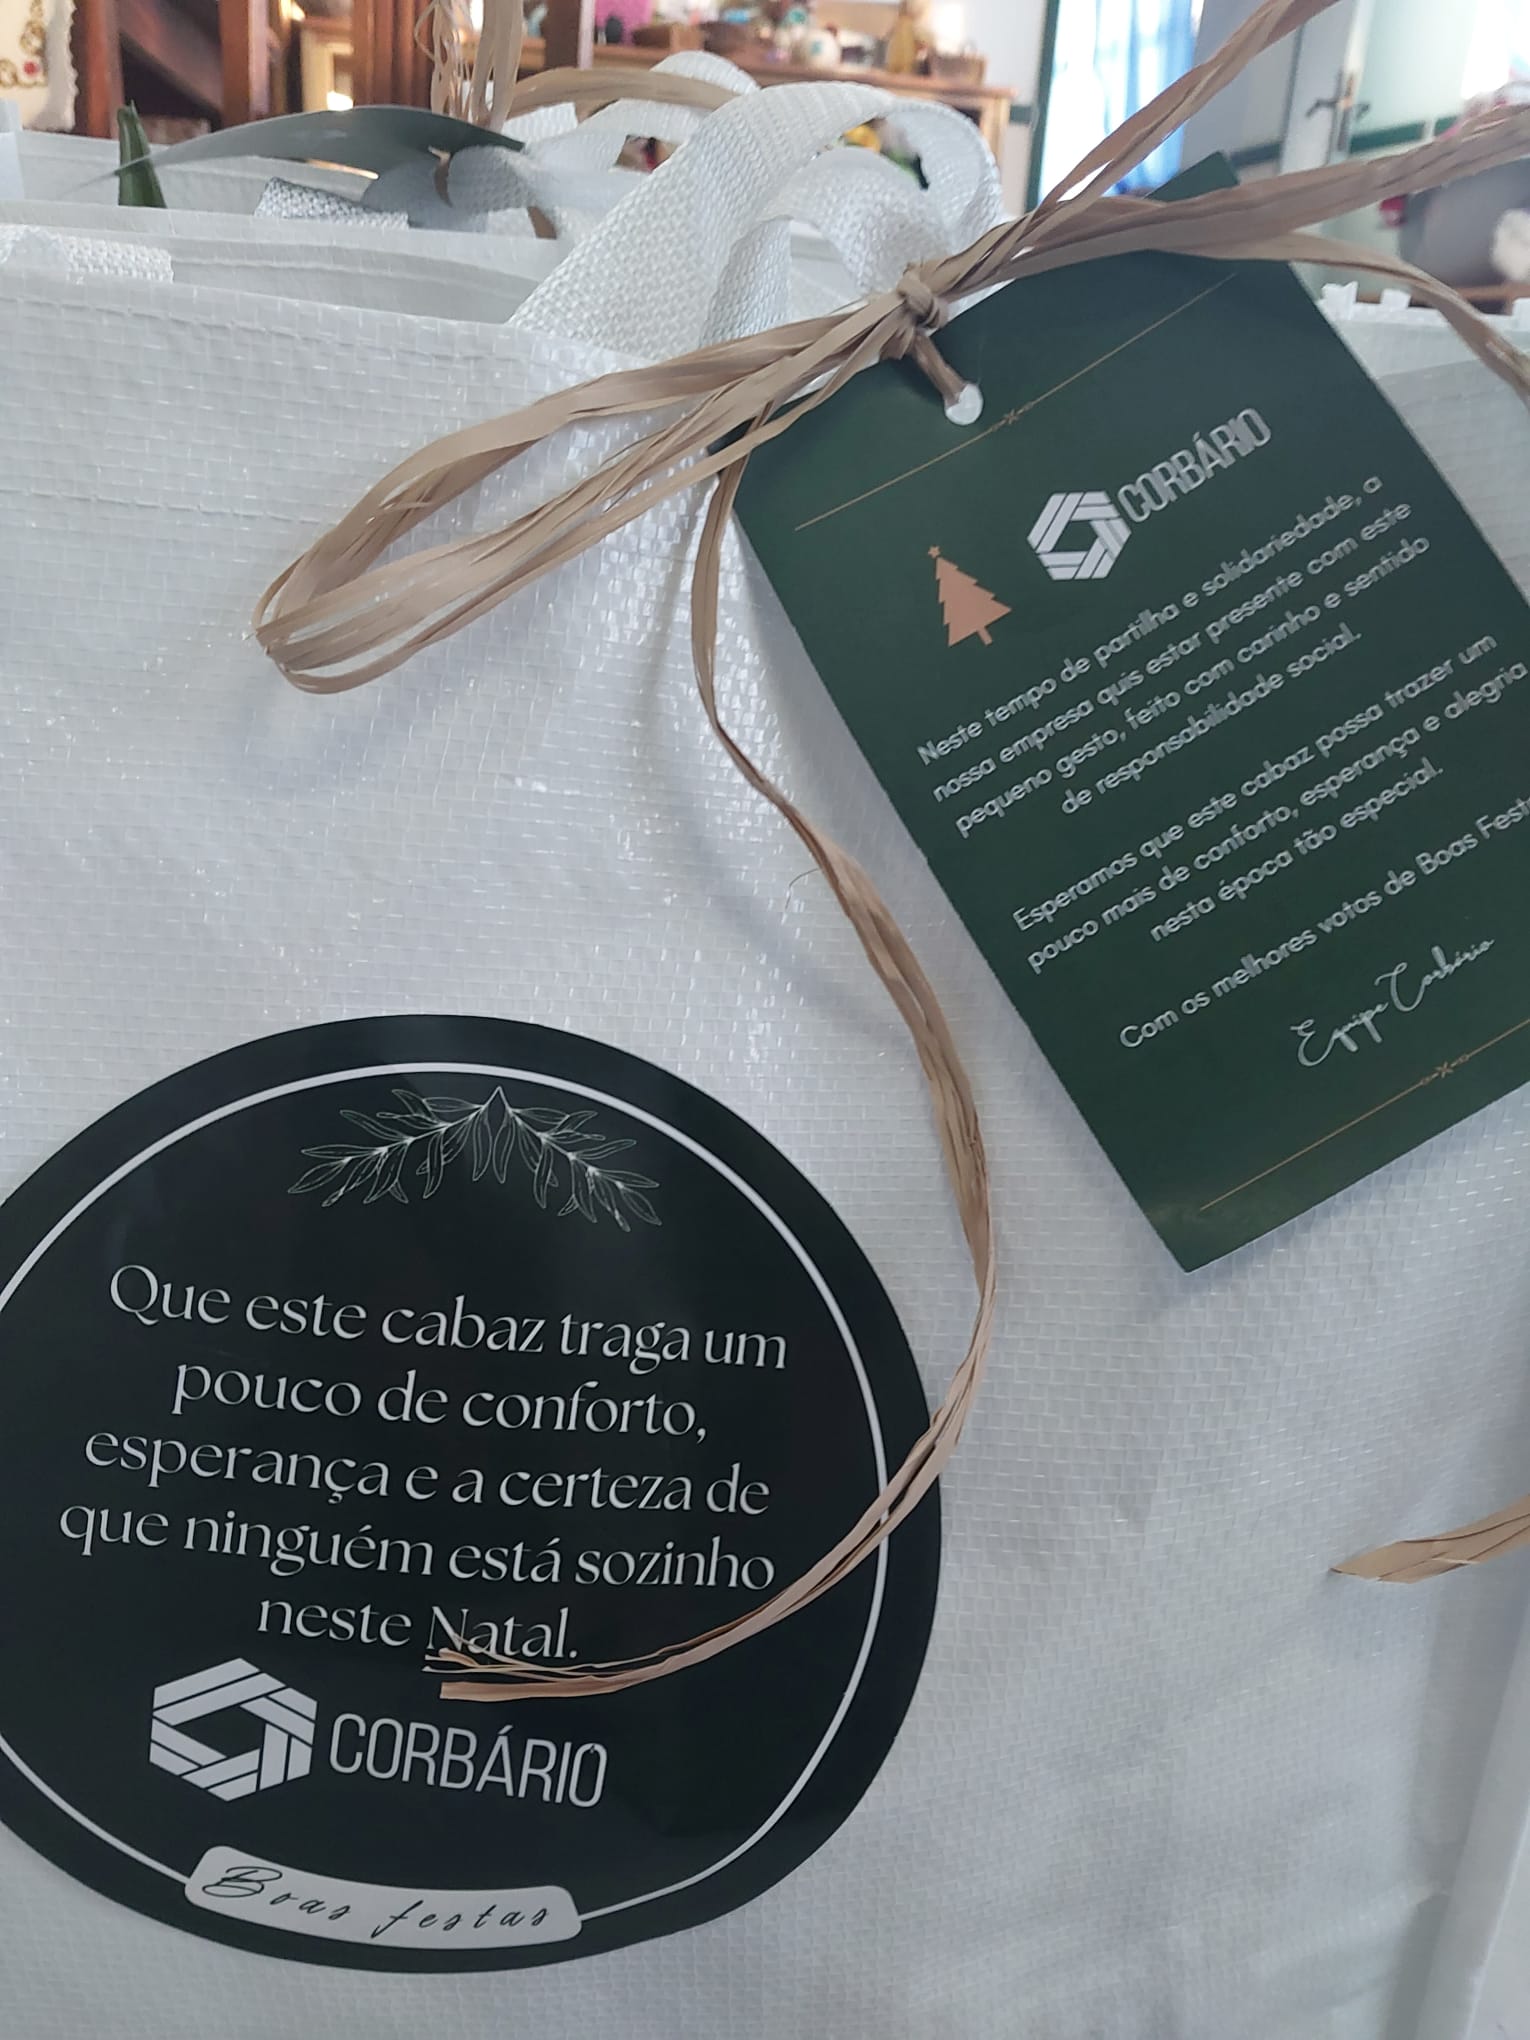 CORBÁRIO
Neste tempo de partilha e solidariedade, a
nossa empresa quis estar presente com este
pequeno gesto, feito com carinho e sentido
de responsabilidade social.
Esperamos que este cabaz possa trazer um
pouco mais de conforto, esperança e alegria
nesta época tão especial.
Com os melhores votos de Boas Fest
Equipe Corbário
Que este cabaz traga um
pouco de conforto,
esperança e a certeza de
que ninguém está sozinho
neste Natal.
CORBÁRIO
Boas festas